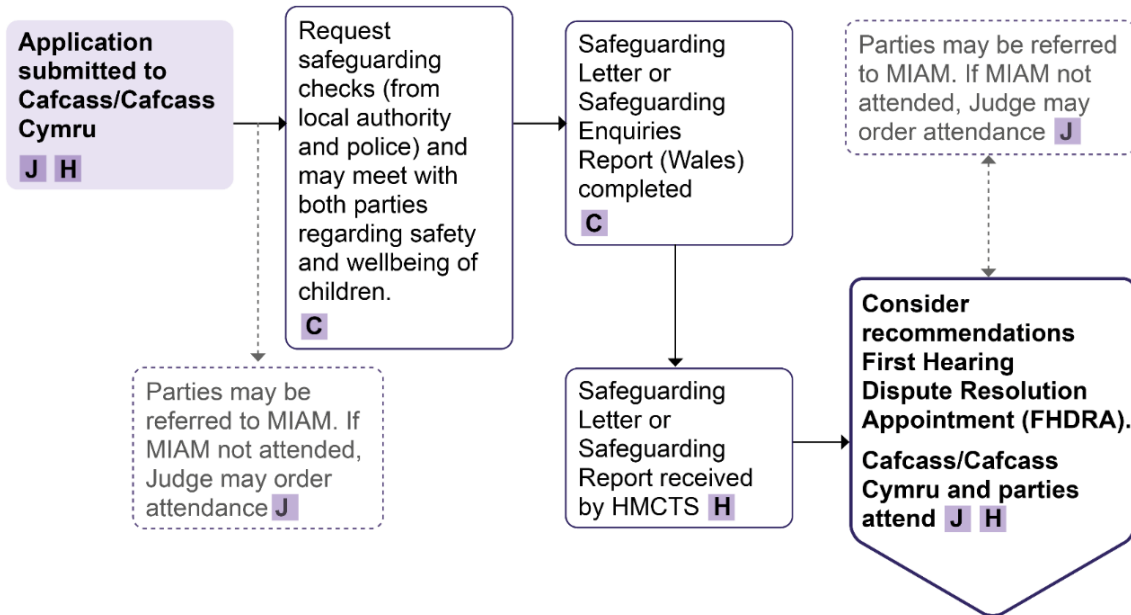 Application
submitted to
Cafcass/Cafcass
Cymru
J H
Request
safeguarding
checks (from
local authority
and police) and
may meet with
both parties
regarding safety
and wellbeing of
children.
C
Safeguarding
Letter or
Safeguarding
Enquiries
Report (Wales)
completed
C
Parties may be referred
to MIAM. If MIAM not
attended, Judge may
order attendance J
Parties may be
referred to MIAM. If
MIAM not attended,
Judge may order
attendance J
Safeguarding
Letter or
Safeguarding
Report received
by HMCTS H
Consider
recommendations
First Hearing
Dispute Resolution
Appointment (FHDRA).
Cafcass/Cafcass
Cymru and parties
attend J H